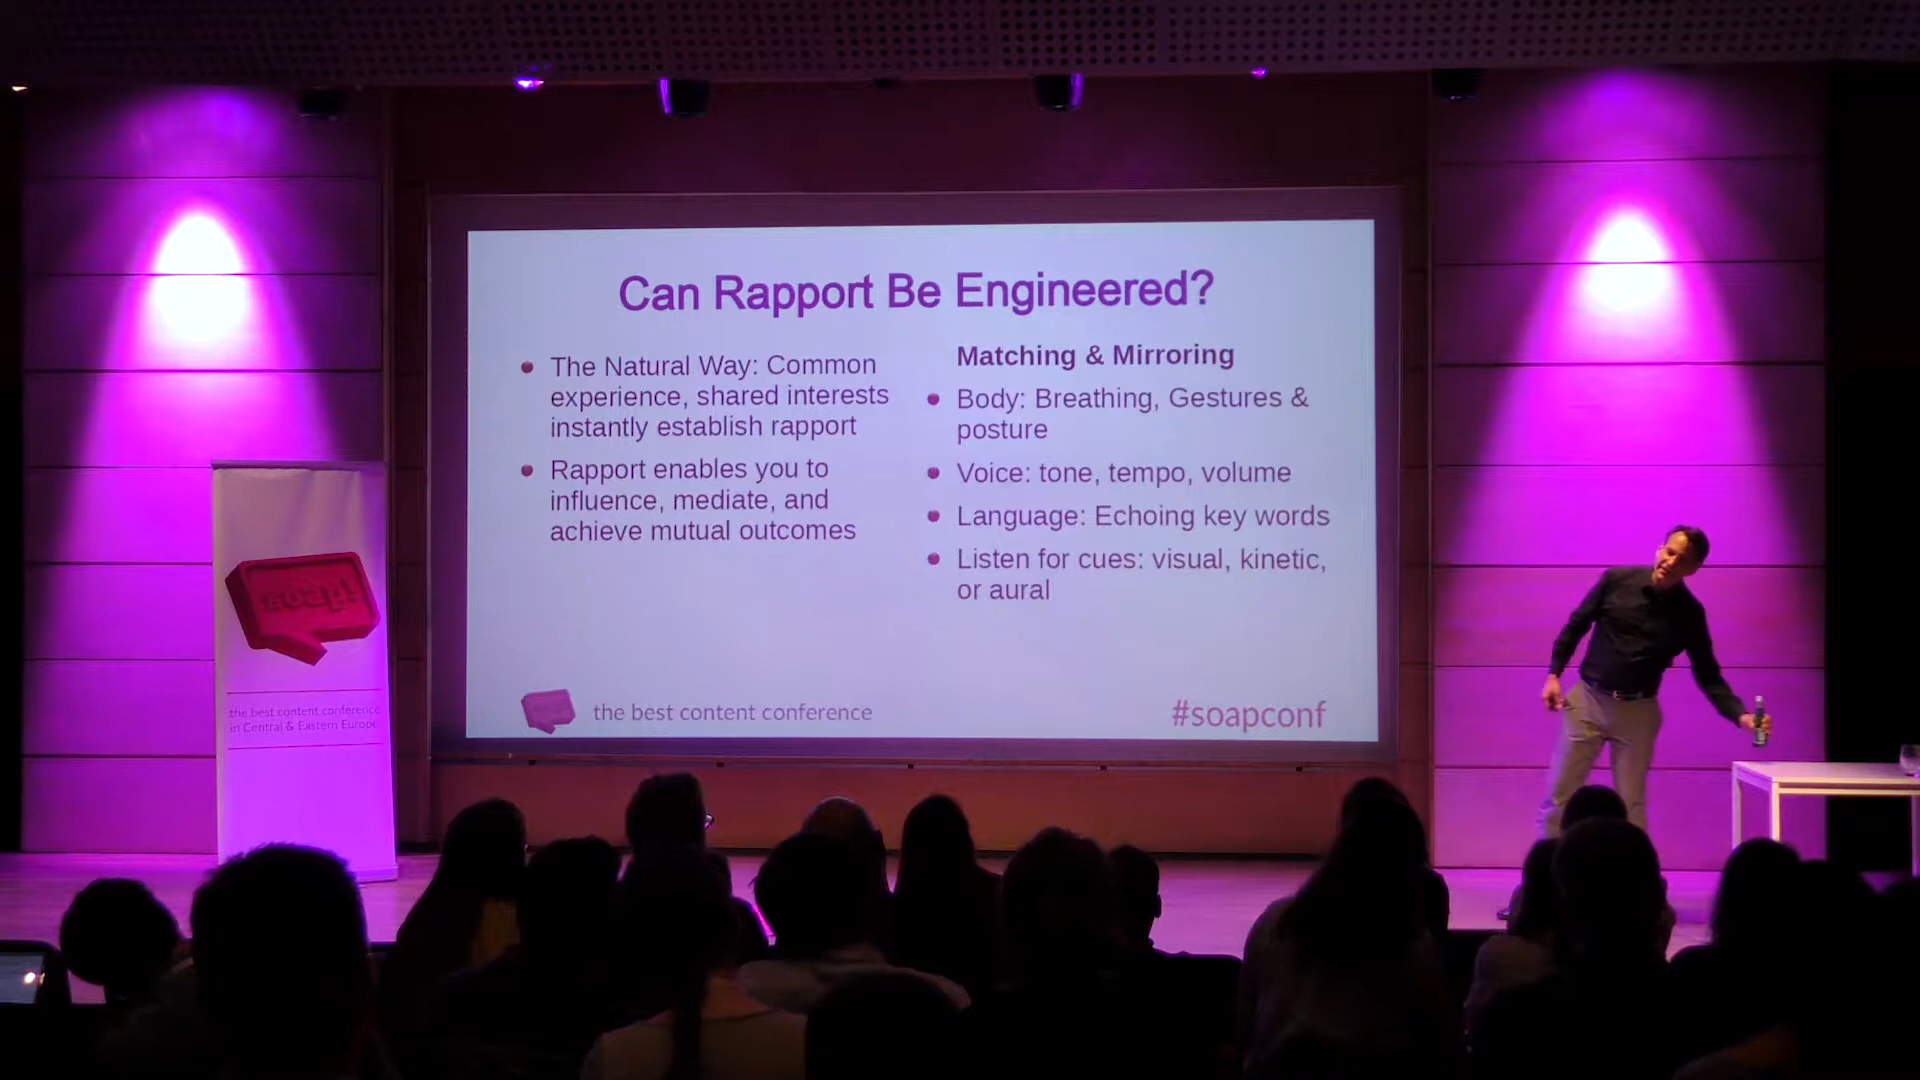 Can Rapport Be Engineered?
The Natural Way: Common
experience, shared interests
instantly establish rapport
Rapport enables you to
influence, mediate, and
achieve mutual outcomes
Matching & Mirroring
Body: Breathing, Gestures &
posture
Voice: tone, tempo, volume
Language: Echoing key words
Listen for cues: visual, kinetic,
or aural
the best content conference
#soapconf
soap!
the best content conference
in Central & Eastern Europe